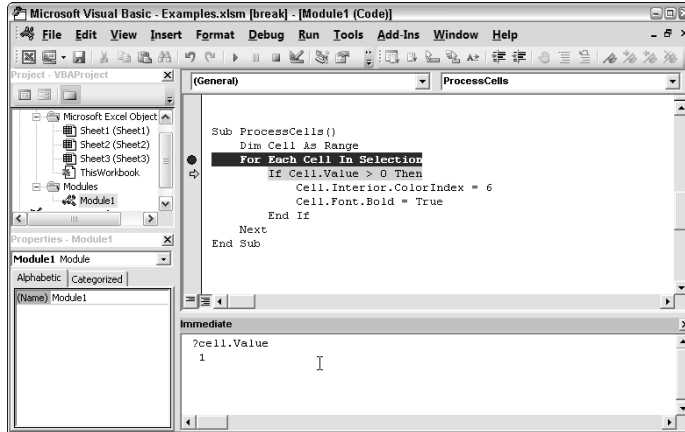 Microsoft Visual Basic - Examples.xlsm [break] - [Module1 (Code)]
File Edit View Insert Format Debug Run Tools Add-Ins Window Help
Project - VBAProject
Microsoft Excel Object
Sheet1 (Sheet1)
Sheet2 (Sheet2)
Sheet3 (Sheet3)
ThisWorkbook
Modules
Module1
Properties - Module1
Module1 Module
Alphabetic Categorized
(Name) Module1
(General) ProcessCells
Sub ProcessCells()
Dim Cell As Range
For Each Cell In Selection
If Cell.Value > 0 Then
Cell.Interior.ColorIndex = 6
Cell.Font.Bold = True
End If
Next
End Sub
Immediate
?cell.Value
1